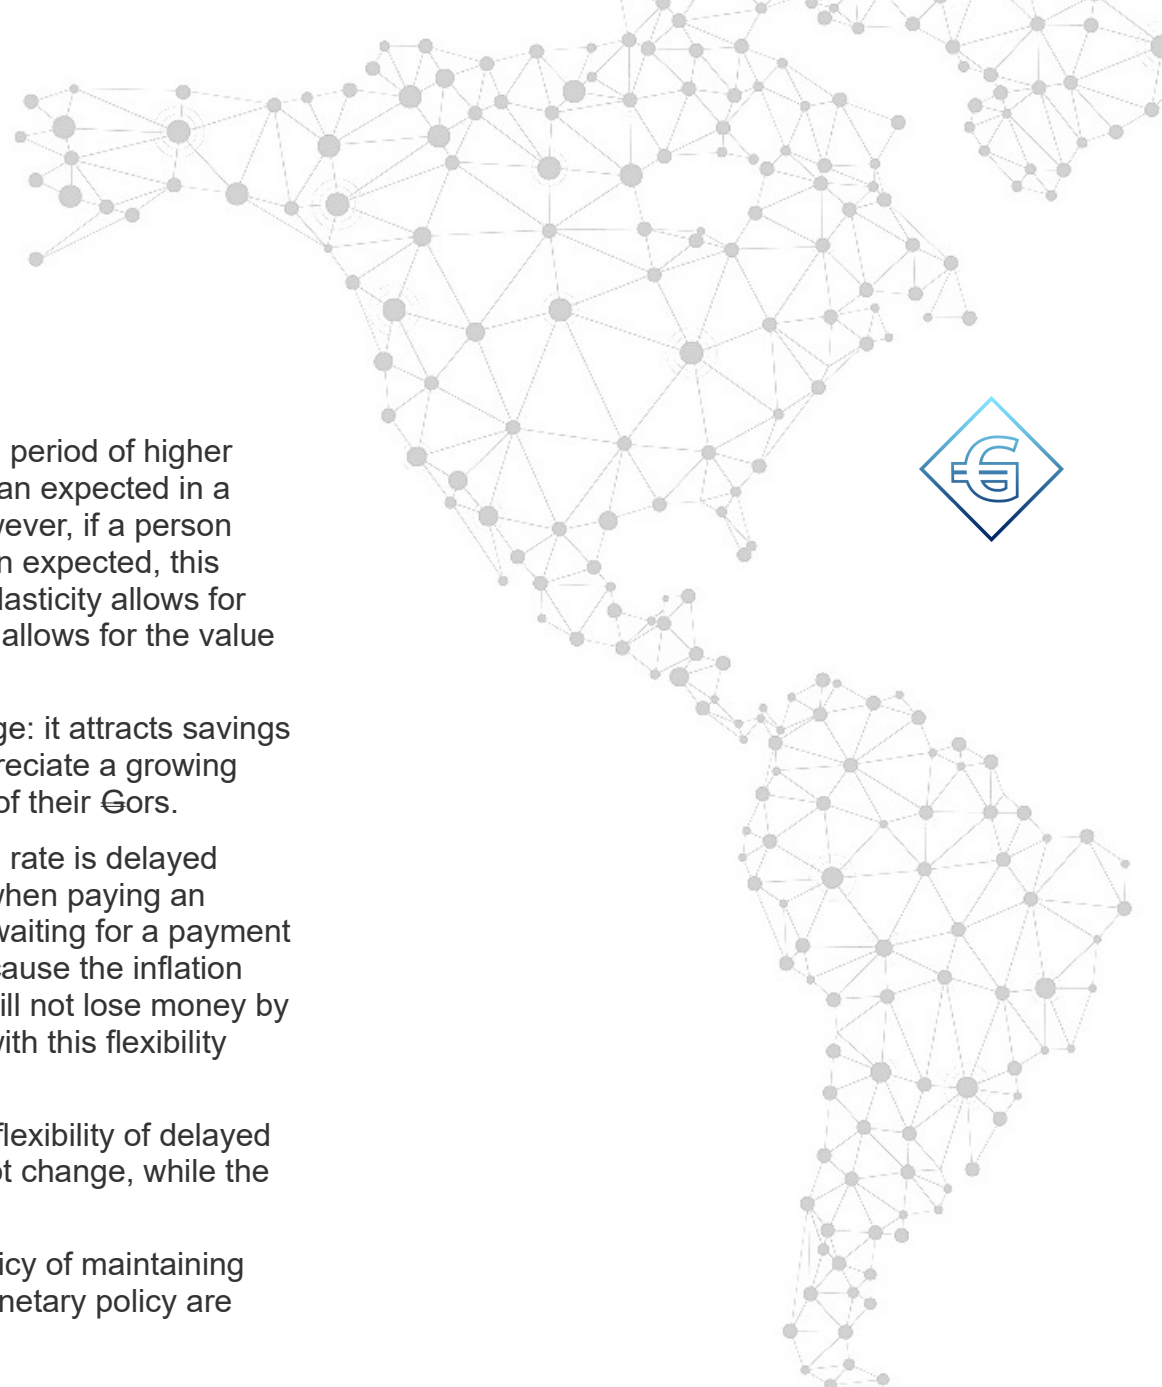 period of higher
an expected in a
ever, if a person
n expected, this
lasticity allows for
allows for the value
ge: it attracts savings
reciate a growing
of their Gors.
rate is delayed
when paying an
waiting for a payment
cause the inflation
ill not lose money by
with this flexibility
flexibility of delayed
ot change, while the
icy of maintaining
netary policy are
G